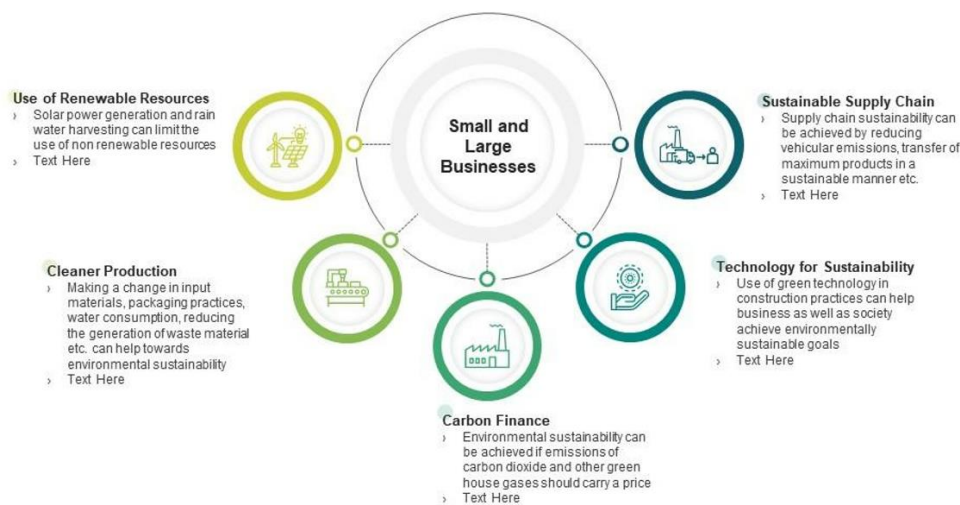 Small and
Large
Businesses
Use of Renewable Resources
› Solar power generation and rain
water harvesting can limit the
use of non renewable resources
› Text Here
Cleaner Production
› Making a change in input
materials, packaging practices,
water consumption, reducing
the generation of waste material
etc. can help towards
environmental sustainability
› Text Here
Carbon Finance
› Environmental sustainability can
be achieved if emissions of
carbon dioxide and other green
house gases should carry a price
› Text Here
Technology for Sustainability
› Use of green technology in
construction practices can help
business as well as society
achieve environmentally
sustainable goals
› Text Here
Sustainable Supply Chain
› Supply chain sustainability can
be achieved by reducing
vehicular emissions, transfer of
maximum products in a
sustainable manner etc.
› Text Here